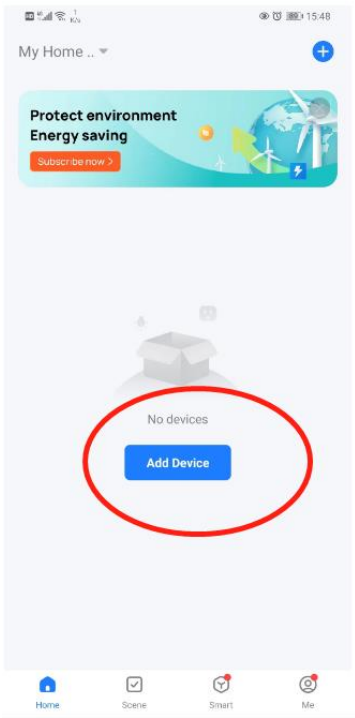 15:48
My Home ..
Protect environment
Energy saving
Subscribe now >
No devices
Add Device
Home
Scene
Smart
Me